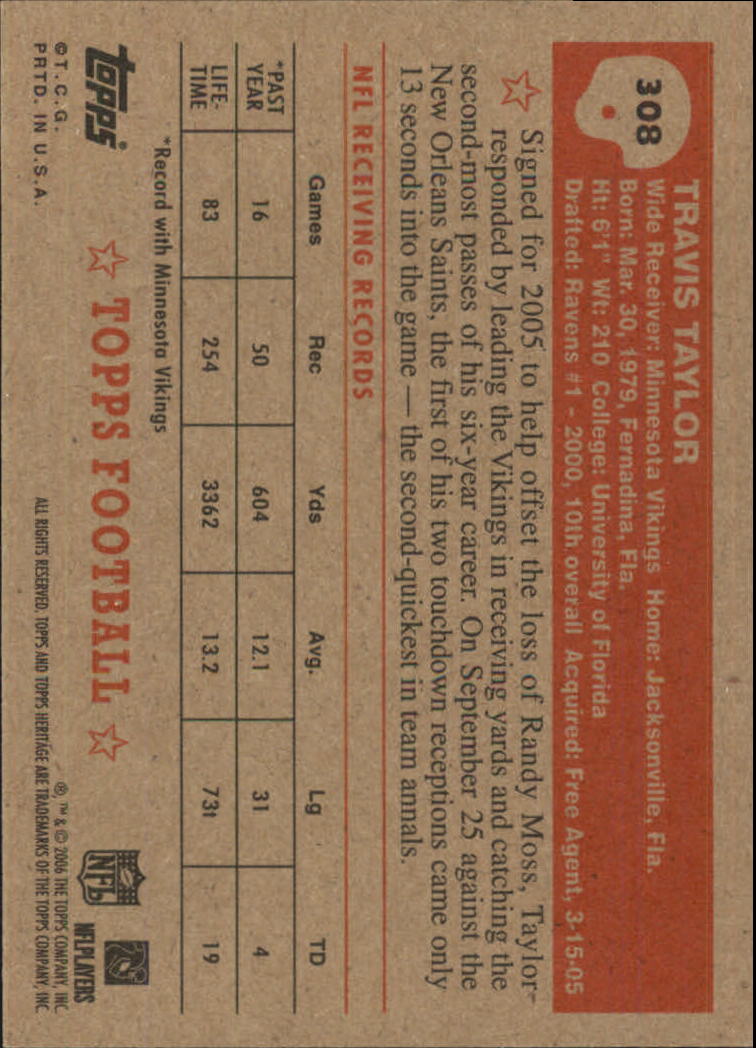 308
TRAVIS TAYLOR
Wide Receiver: Minnesota Vikings Home: Jacksonville, Fla.
Born: Mar. 30, 1979, Fernadina, Fla.
Ht: 6'1" Wt: 210 College: University of Florida
Drafted: Ravens #1 - 2000, 10th overall Acquired: Free Agent, 3-15-05
Signed for 2005 to help offset the loss of Randy Moss, Taylor
responded by leading the Vikings in receiving yards and catching the
second-most passes of his six-year career. On September 25 against the
New Orleans Saints, the first of his two touchdown receptions came only
13 seconds into the game — the second-quickest in team annals.
NFL RECEIVING RECORDS
Games Rec Yds Avg. Lg TD
*PAST YEAR 16 50 604 12.1 31 4
LIFE-TIME 83 254 3362 13.2 73t 19
*Record with Minnesota Vikings
topps
TOPPS FOOTBALL
NFL
NFL PLAYERS
©T.C.G.
PRTD. IN U.S.A.
®, ™ & © 2006 THE TOPPS COMPANY, INC
ALL RIGHTS RESERVED. TOPPS AND TOPPS HERITAGE ARE TRADEMARKS OF THE TOPPS COMPANY, INC